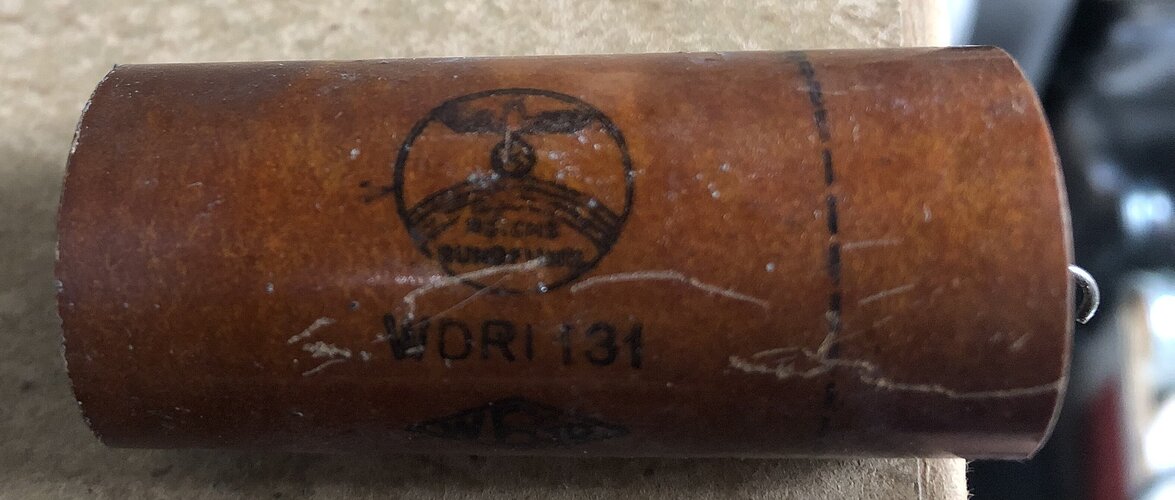 REICHS
RUNDFUNK
WDRI 131